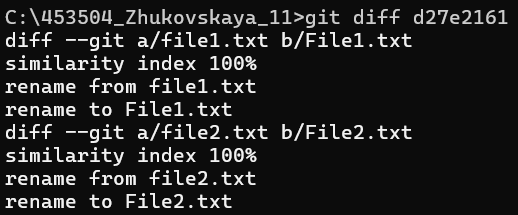 C:\453504_Zhukovskaya_11>git diff d27e2161
diff --git a/file1.txt b/File1.txt
similarity index 100%
rename from file1.txt
rename to File1.txt
diff --git a/file2.txt b/File2.txt
similarity index 100%
rename from file2.txt
rename to File2.txt